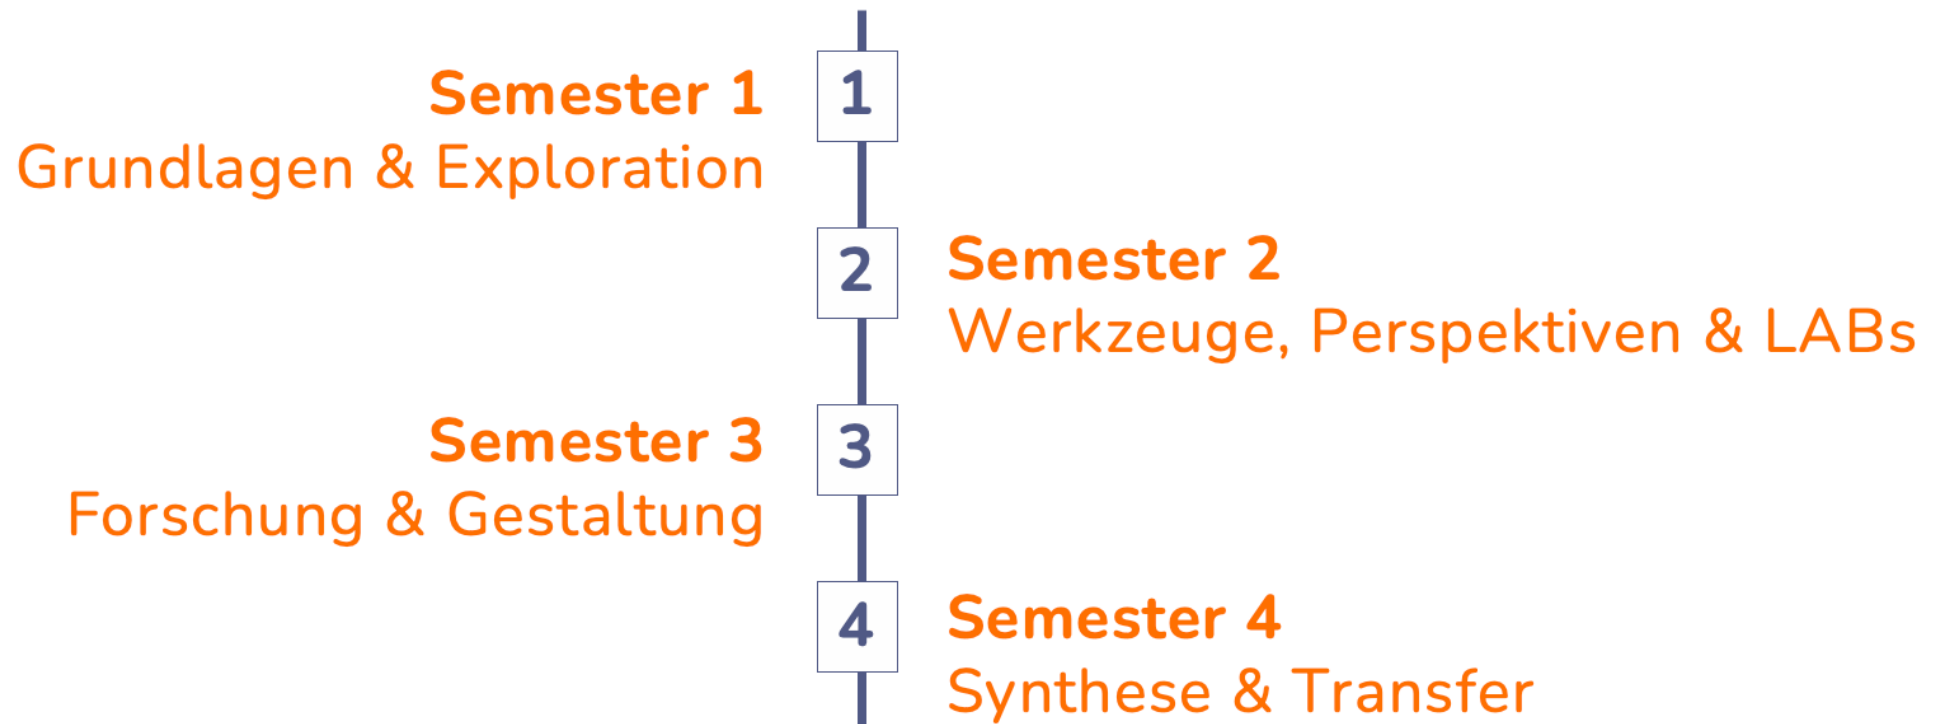 Semester 1
Grundlagen & Exploration
1
2
Semester 2
Werkzeuge, Perspektiven & LABs
Semester 3
Forschung & Gestaltung
3
4
Semester 4
Synthese & Transfer